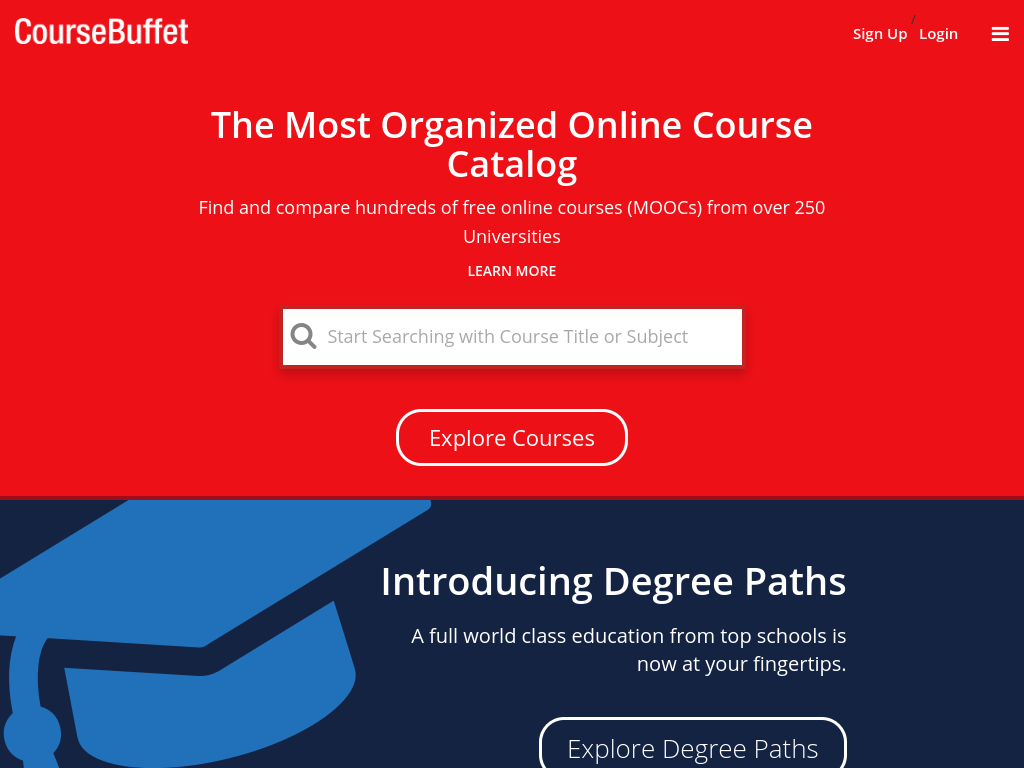 CourseBuffet
Sign Up / Login
The Most Organized Online Course
Catalog
Find and compare hundreds of free online courses (MOOCs) from over 250
Universities
LEARN MORE
Start Searching with Course Title or Subject
Explore Courses
Introducing Degree Paths
A full world class education from top schools is
now at your fingertips.
Explore Degree Paths